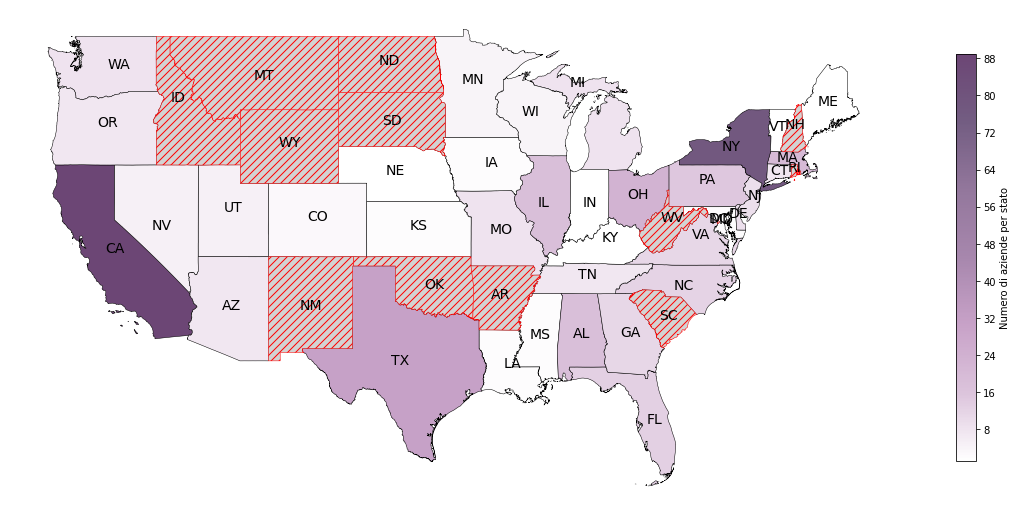 WA
MT
ND
MN
MI
ME
ID
OR
SD
WI
VT
NH
WY
NY
MA
NE
IA
PA
CT
RI
UT
CO
KS
NV
CA
IL
IN
OH
NJ
WV
DE
MO
KY
VA
AZ
NM
OK
AR
TN
NC
SC
TX
LA
MS
AL
GA
FL
88
80
72
64
56
48
40
32
24
16
8
Numero di aziende per stato